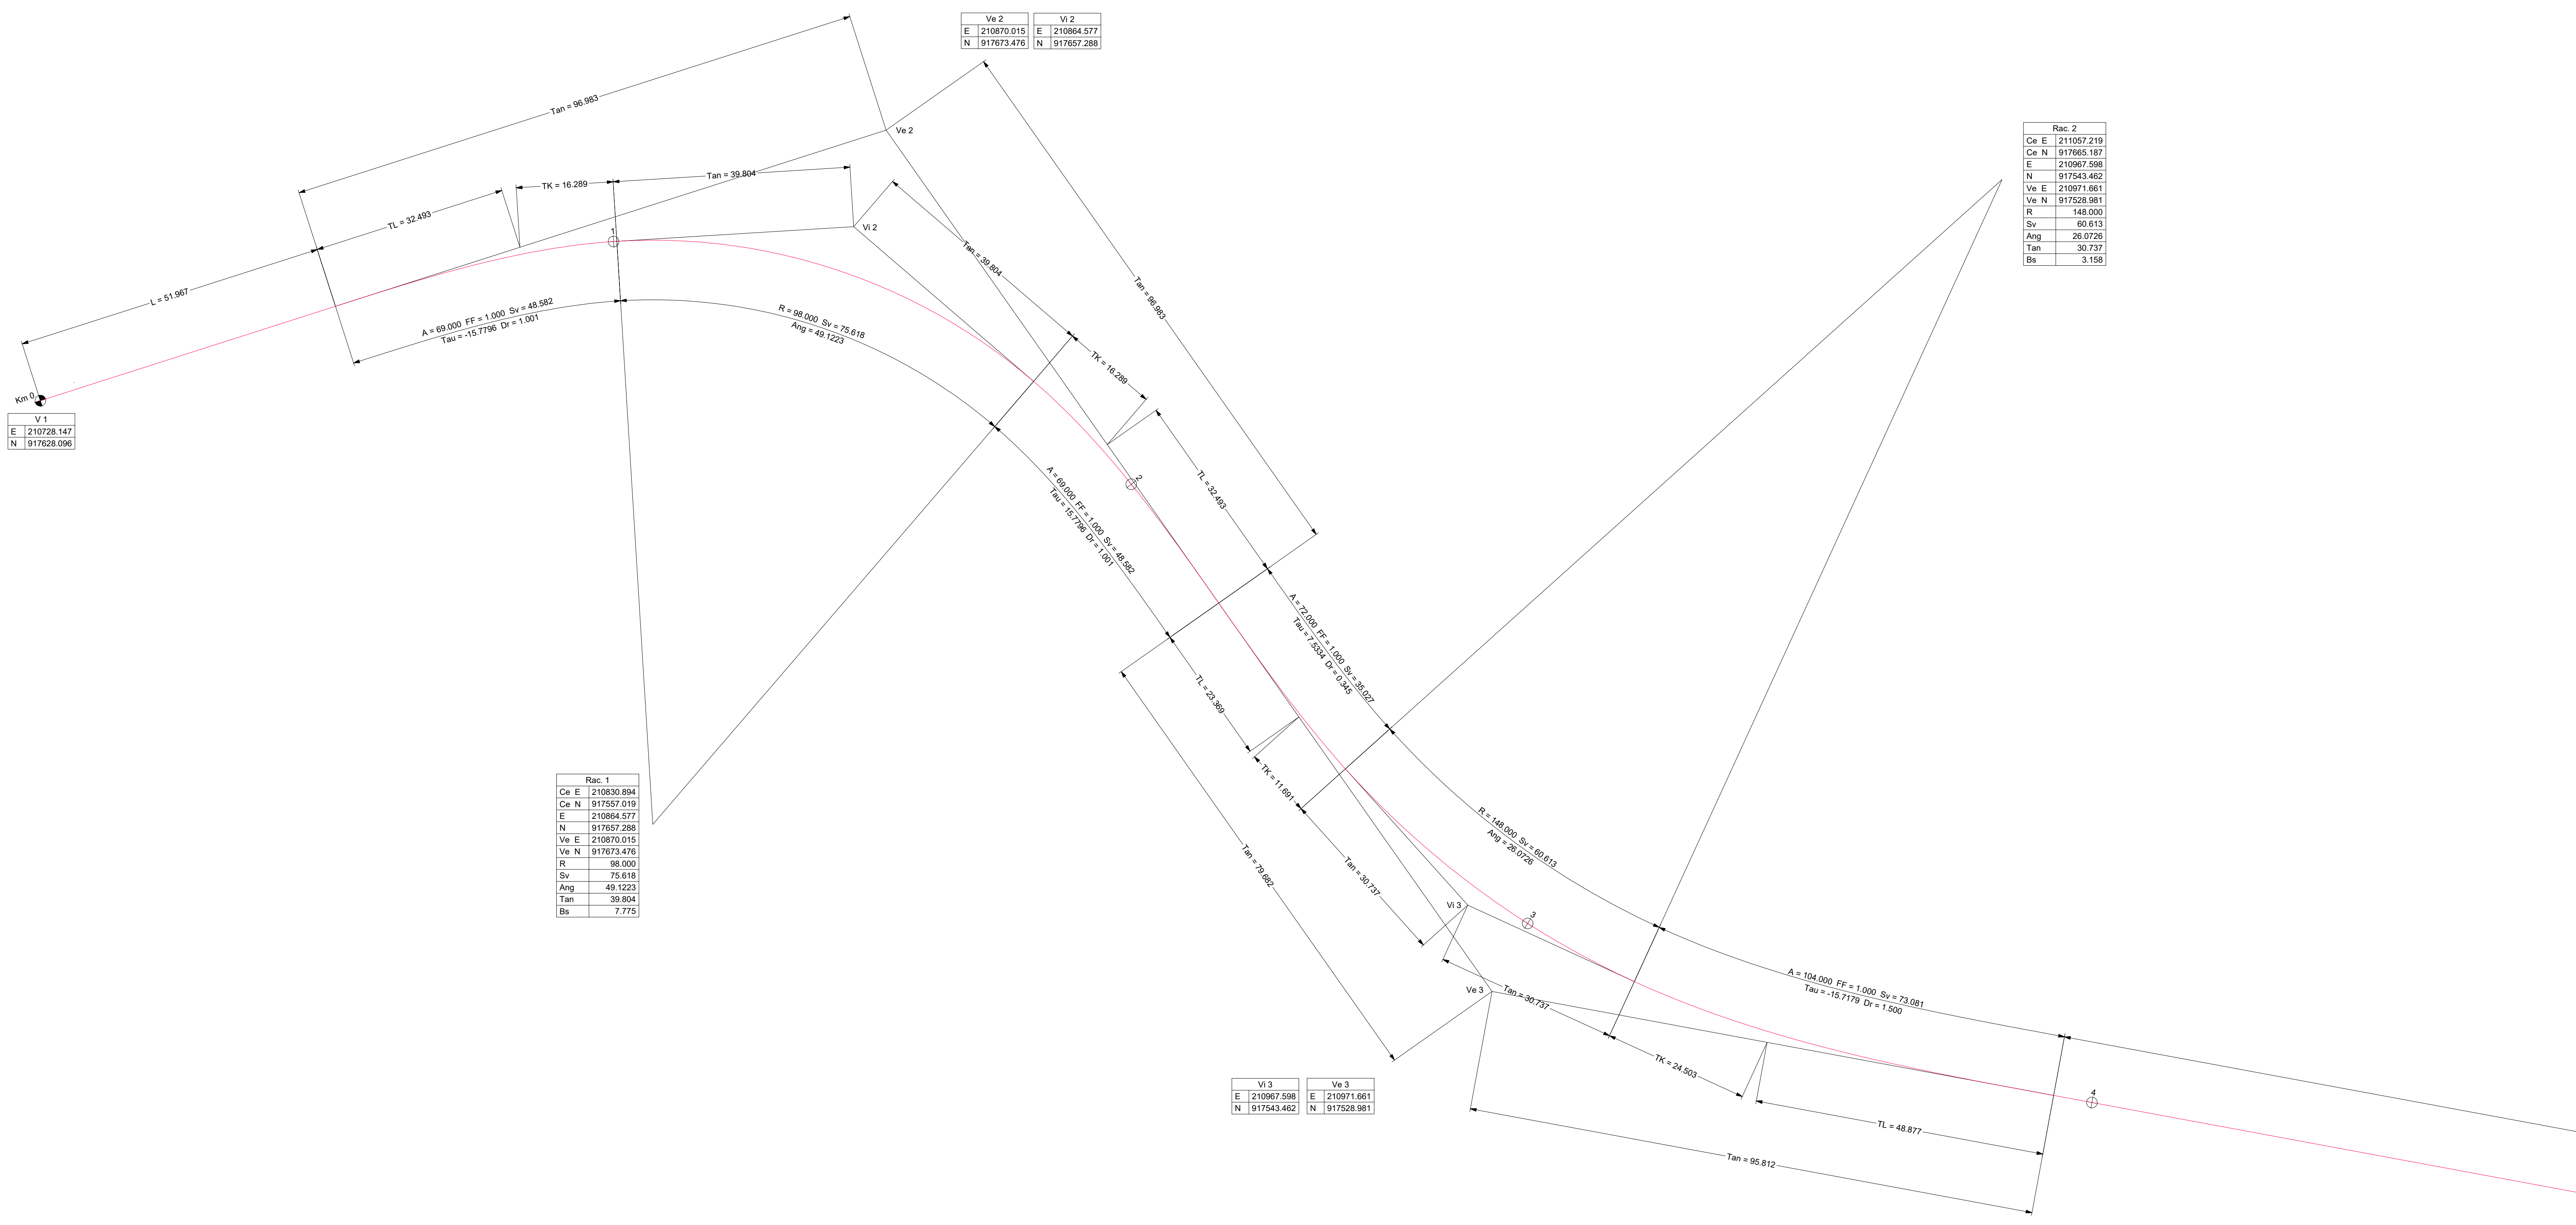 Ve 2
E 210870.015
N 917673.476
Vi 2
E 210864.577
N 917657.288
Tan = 96.983
Ve 2
TK = 16.289
Tan = 39.804
TL = 32.493
Vi 2
1
Tan = 39.804
Tan = 96.983
L = 51.967
A = 69.000 FF = 1.000 Sv = 48.582
Tau = -15.7796 Dr = 1.001
R = 98.000 Sv = 75.618
Ang = 49.1223
TK = 16.289
Km 0
V 1
E 210728.147
N 917628.096
Rac. 2
Ce E 211057.219
Ce N 917665.187
E 210967.598
N 917543.462
Ve E 210971.661
Ve N 917528.981
R 148.000
Sv 60.613
Ang 26.0726
Tan 30.737
Bs 3.158
2
TL = 32.493
A = 69.000 FF = 1.000 Sv = 48.582
Tau = 15.7796 Dr = 1.001
A = 72.000 FF = 1.000 Sv = 35.027
Tau = 7.5334 Dr = 0.345
TL = 23.369
TK = 11.691
Rac. 1
Ce E 210830.894
Ce N 917557.019
E 210864.577
N 917657.288
Ve E 210870.015
Ve N 917673.476
R 98.000
Sv 75.618
Ang 49.1223
Tan 39.804
Bs 7.775
Tan = 79.682
Tan = 30.737
R = 148.000 Sv = 60.613
Ang = 26.0726
Vi 3
3
Ve 3
Tan = 30.737
A = 104.000 FF = 1.000 Sv = 73.081
Tau = -15.7179 Dr = 1.500
TK = 24.503
Vi 3
E 210967.598
N 917543.462
Ve 3
E 210971.661
N 917528.981
4
TL = 48.877
Tan = 95.812